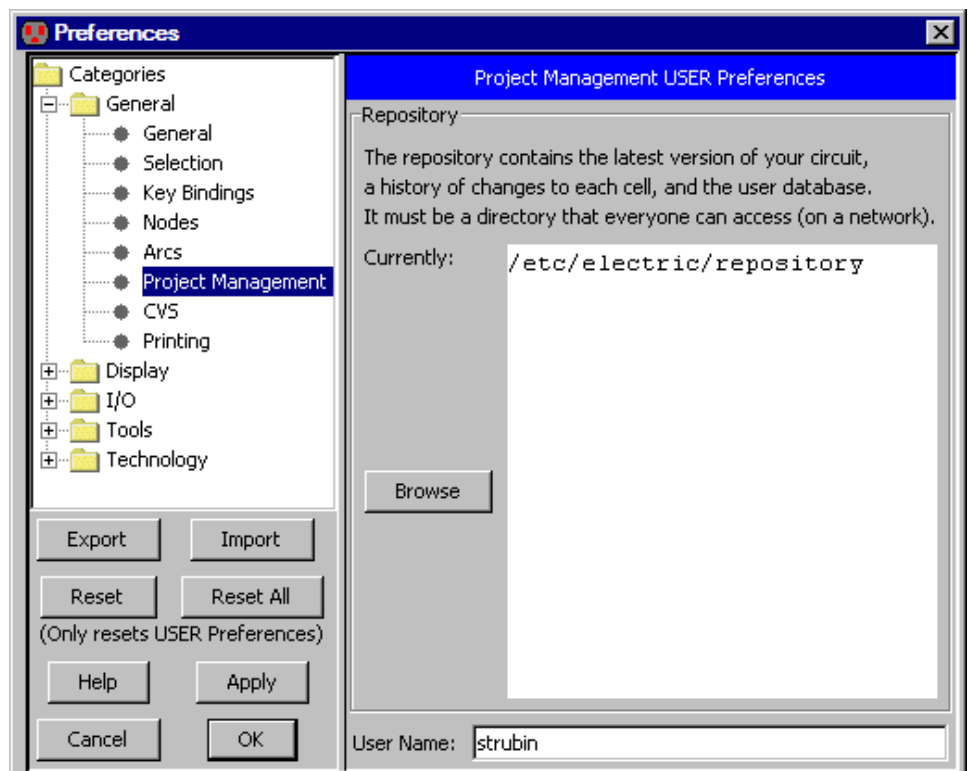 Preferences
Categories
General
General
Selection
Key Bindings
Nodes
Arcs
Project Management
CVS
Printing
Display
I/O
Tools
Technology
Export Import
Reset Reset All
(Only resets USER Preferences)
Help Apply
Cancel OK
Project Management USER Preferences
Repository
The repository contains the latest version of your circuit,
a history of changes to each cell, and the user database.
It must be a directory that everyone can access (on a network).
Currently: /etc/electric/repository
Browse
User Name: strubin